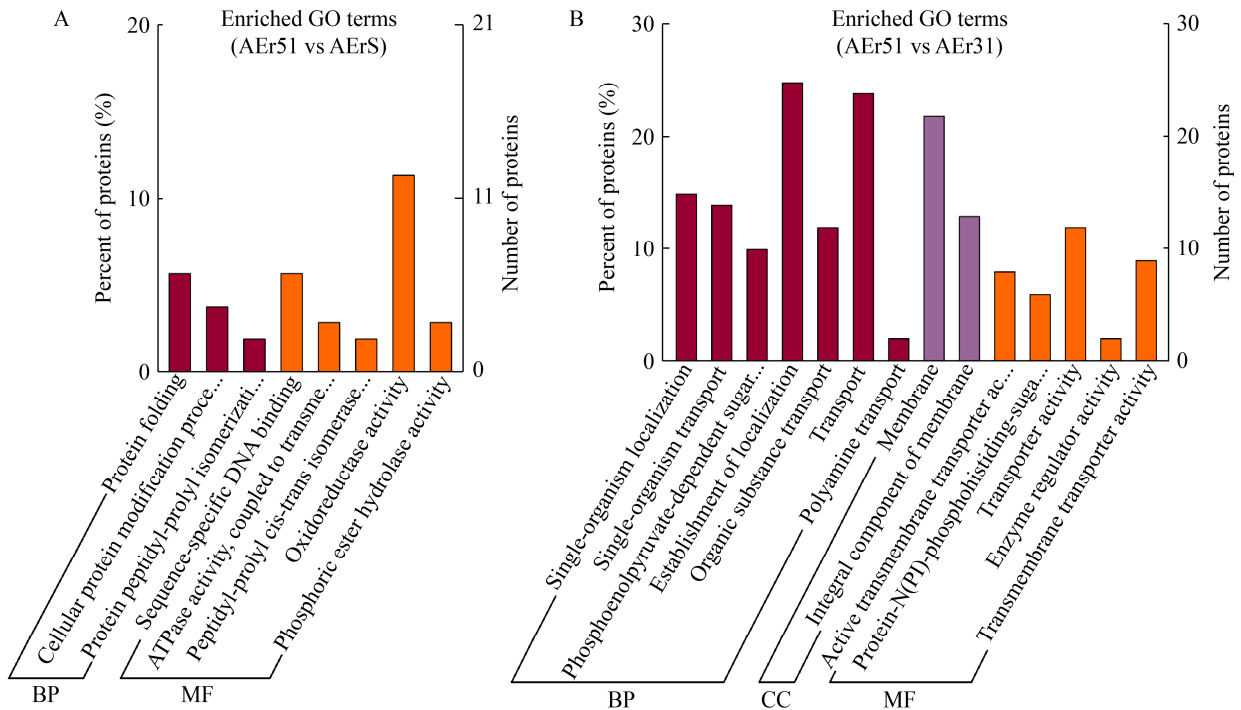 A
Enriched GO terms
(AEr51 vs AErS)
Percent of proteins (%)
20
10
0
Number of proteins
21
11
0
Protein folding
Cellular protein modification proce...
Protein peptidyl-prolyl isomerizati...
Sequence-specific DNA binding
ATPase activity, coupled to transme...
Peptidyl-prolyl cis-trans isomerase...
Oxidoreductase activity
Phosphoric ester hydrolase activity
BP
MF
B
Enriched GO terms
(AEr51 vs AEr31)
Percent of proteins (%)
30
20
10
0
Number of proteins
30
20
10
0
Single-organism localization
Single-organism transport
Phosphoenolpyruvate-dependent sugar...
Establishment of localization
Organic substance transport
Transport
Polyamine transport
Membrane
Integral component of membrane
Active transmembrane transporter ac...
Protein-N(PI)-phosphohistiding-suga...
Transporter activity
Enzyme regulator activity
Transmembrane transporter activity
BP
CC
MF